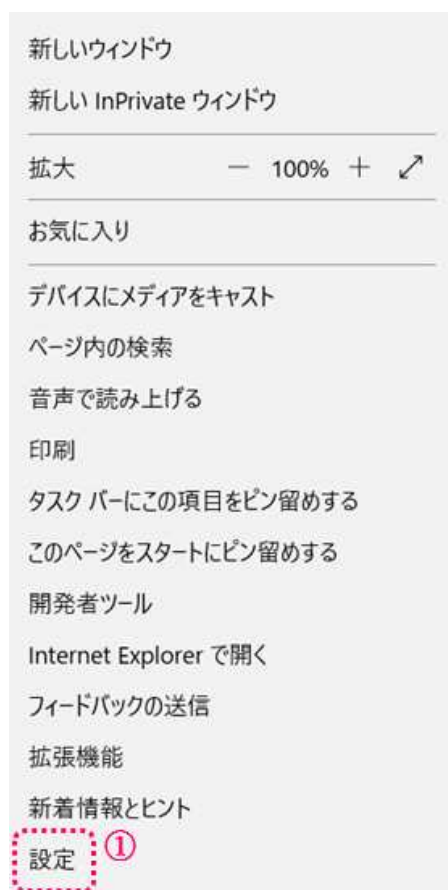 新しいウィンドウ
新しい InPrivate ウィンドウ
拡大 － 100% ＋
お気に入り
デバイスにメディアをキャスト
ページ内の検索
音声で読み上げる
印刷
タスク バーにこの項目をピン留めする
このページをスタートにピン留めする
開発者ツール
Internet Explorer で開く
フィードバックの送信
拡張機能
新着情報とヒント
設定 ①